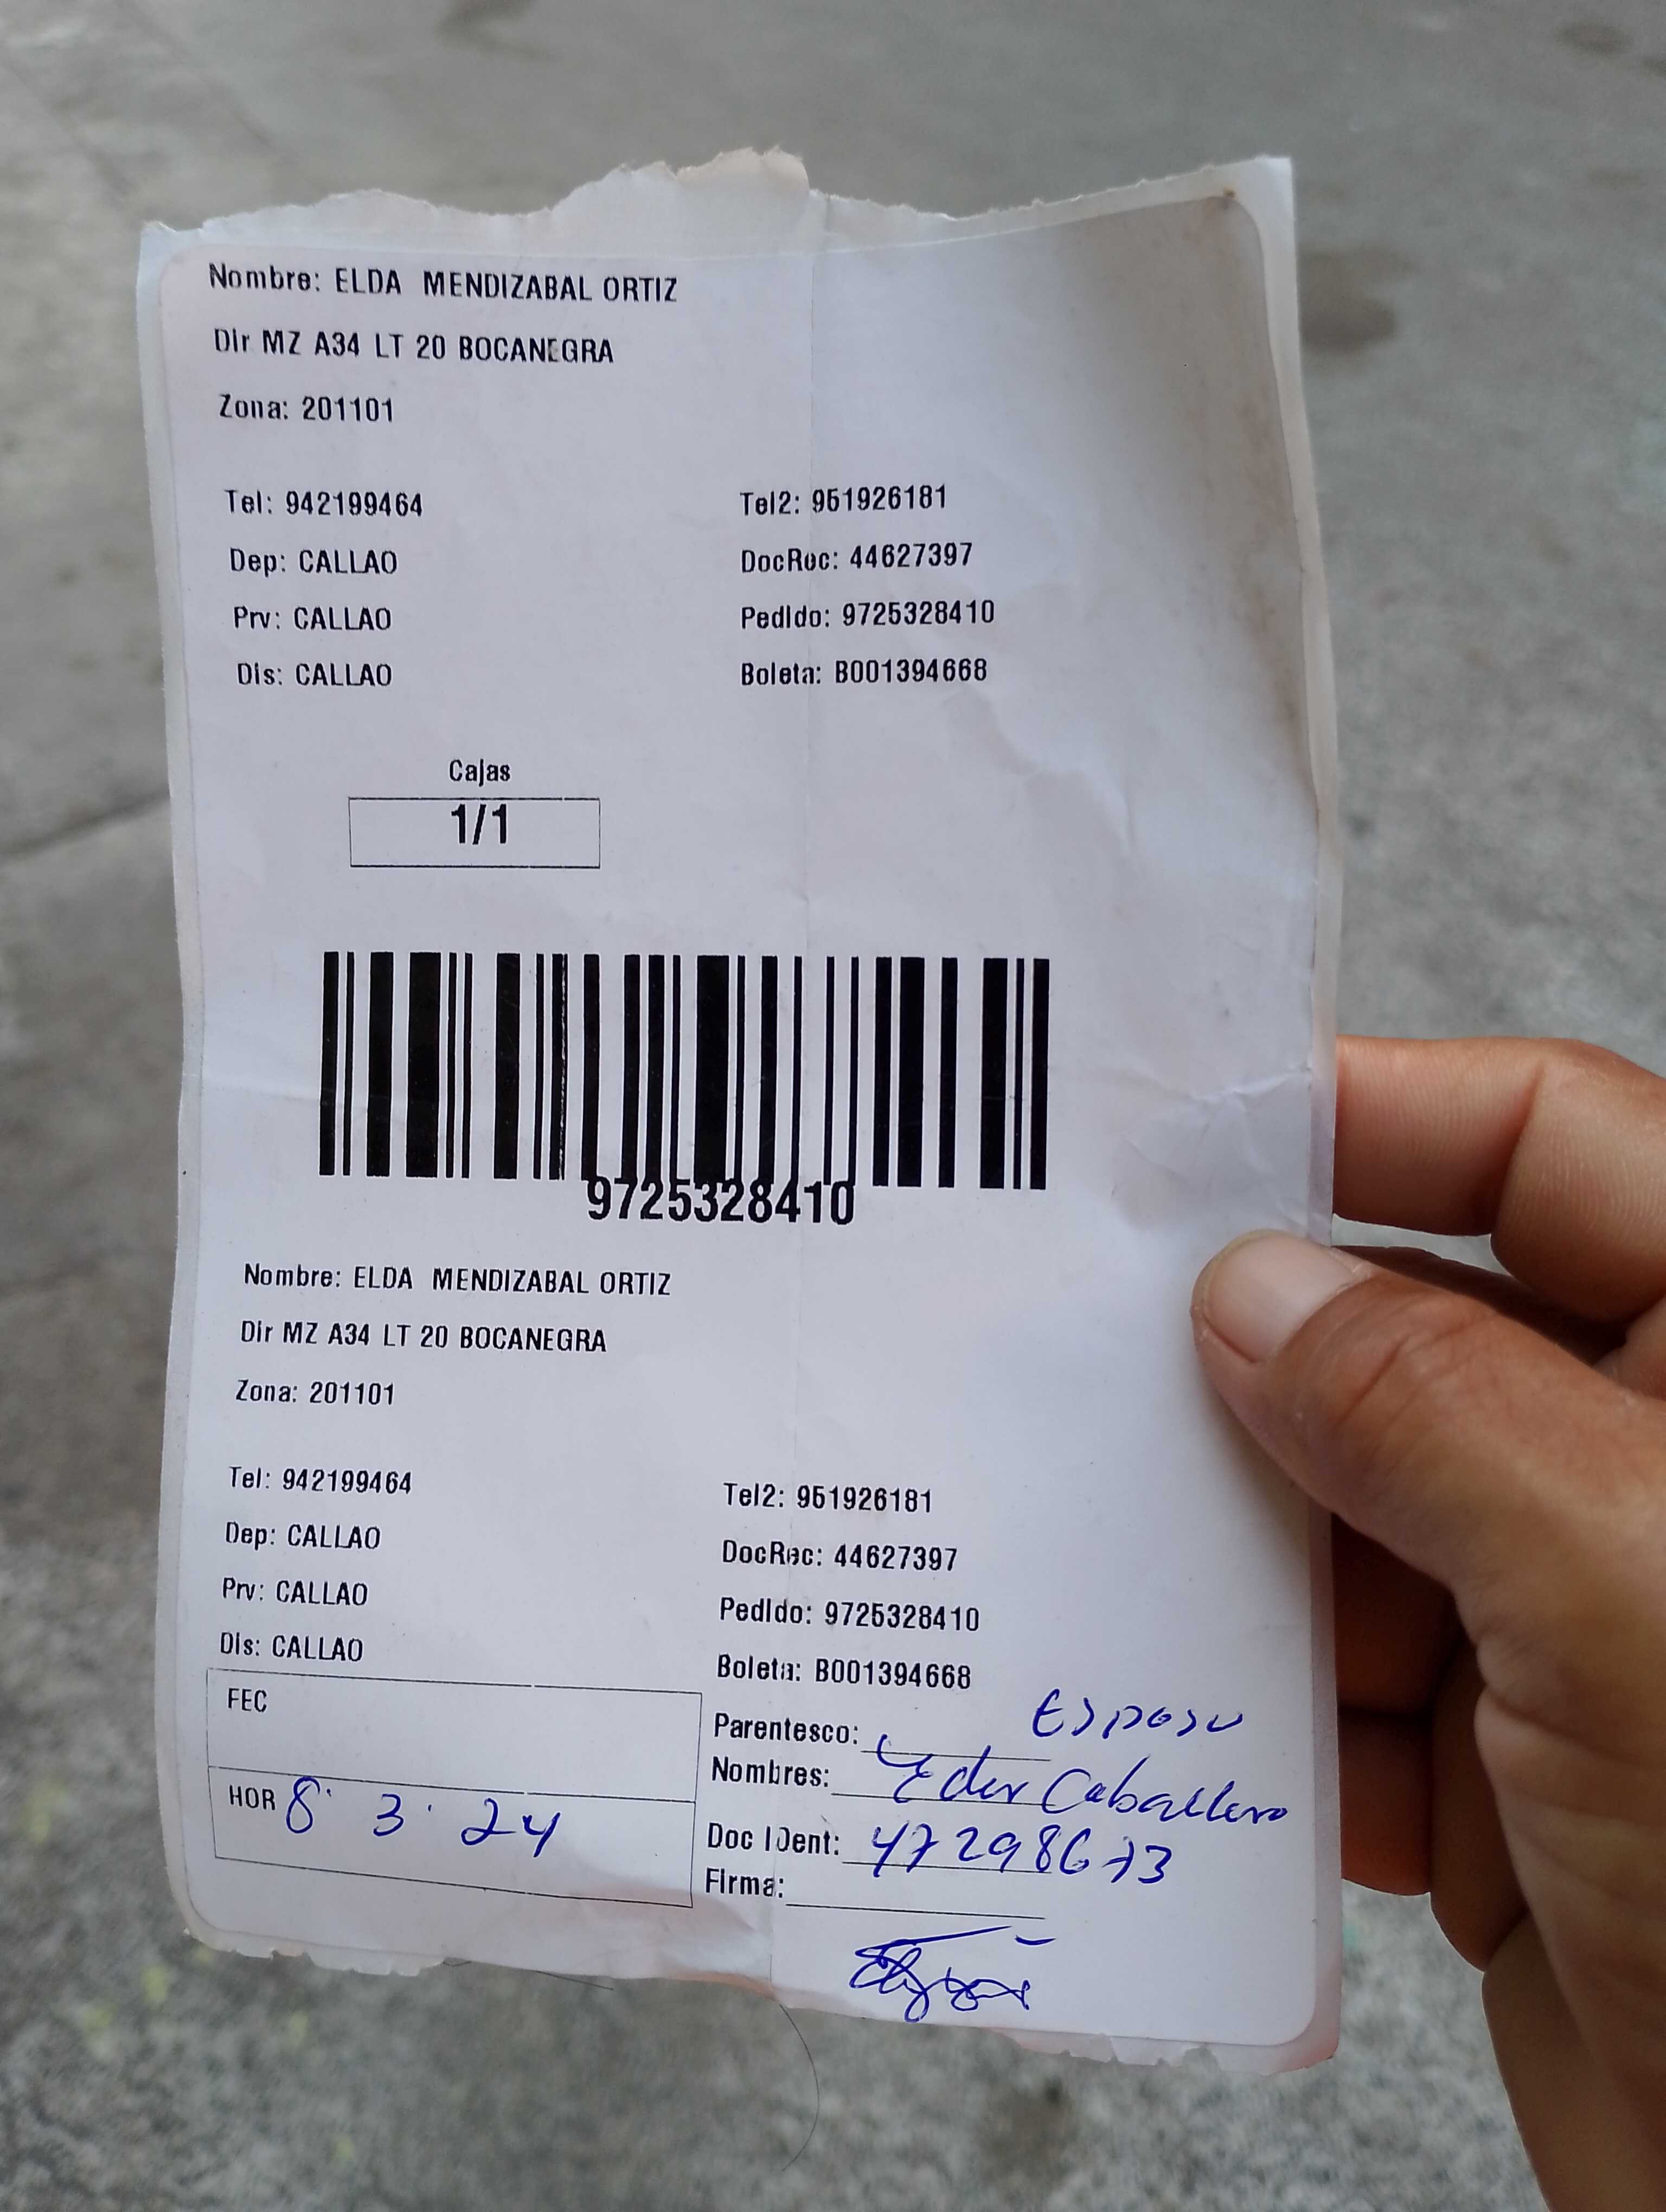 Nombre: ELDA MENDIZABAL ORTIZ
Dir MZ A34 LT 20 BOCANEGRA
Zona: 201101
Tel: 942199464 Tel2: 951926181
Dep: CALLAO DocRec: 44627397
Prv: CALLAO Pedido: 9725328410
Dis: CALLAO Boleta: B001394668
Cajas
1/1
9725328410
Nombre: ELDA MENDIZABAL ORTIZ
Dir MZ A34 LT 20 BOCANEGRA
Zona: 201101
Tel: 942199464 Tel2: 951926181
Dep: CALLAO DocRec: 44627397
Prv: CALLAO Pedido: 9725328410
Dis: CALLAO Boleta: B001394668
FEC Parentesco: Esposo
Nombres: Eder Caballero
HOR 8 3 24 Doc IDent: 47298673
Firma: